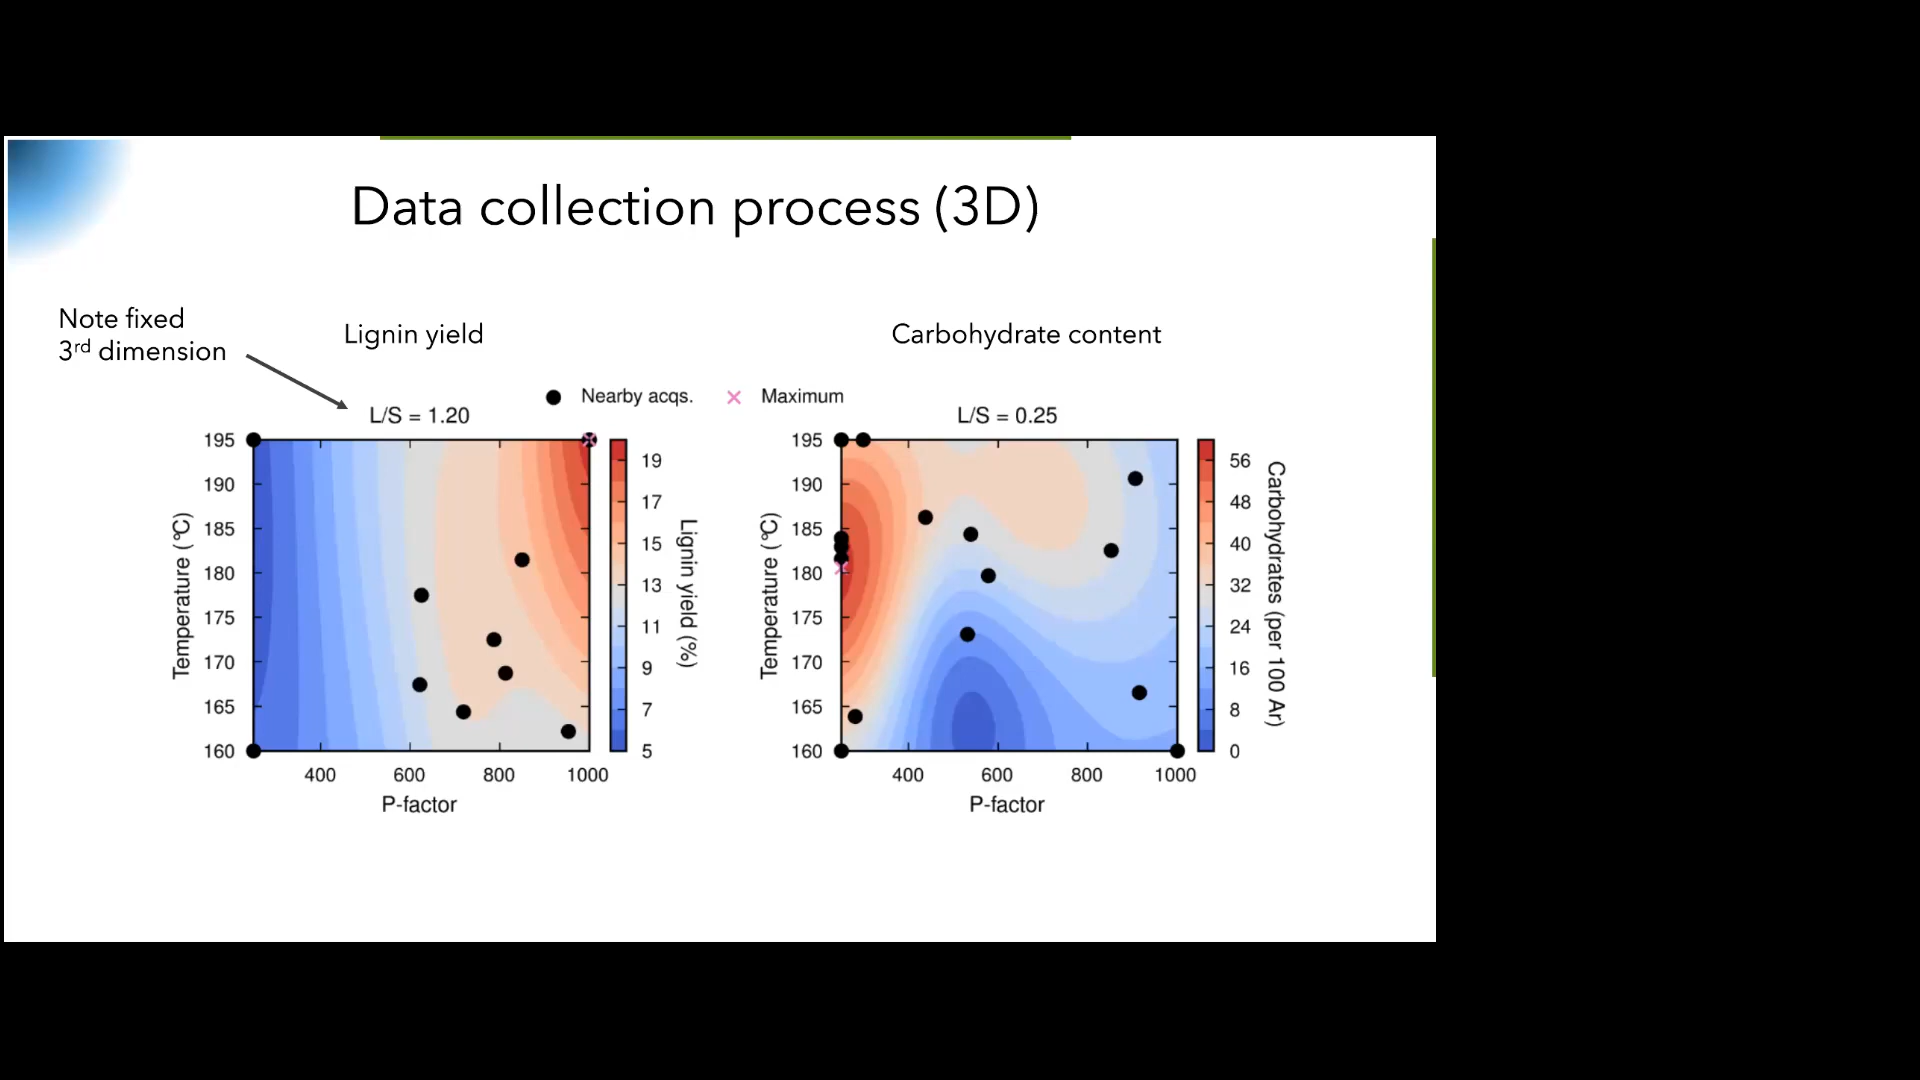 Data collection process (3D)
Note fixed
3rd dimension
Lignin yield
Carbohydrate content
Nearby acqs.
Maximum
L/S = 1.20
195
190
185
180
175
170
165
160
Temperature (°C)
400
600
800
1000
P-factor
19
17
15
13
11
9
7
5
Lignin yield (%)
L/S = 0.25
195
190
185
180
175
170
165
160
Temperature (°C)
400
600
800
1000
P-factor
56
48
40
32
24
16
8
0
Carbohydrates (per 100 Ar)